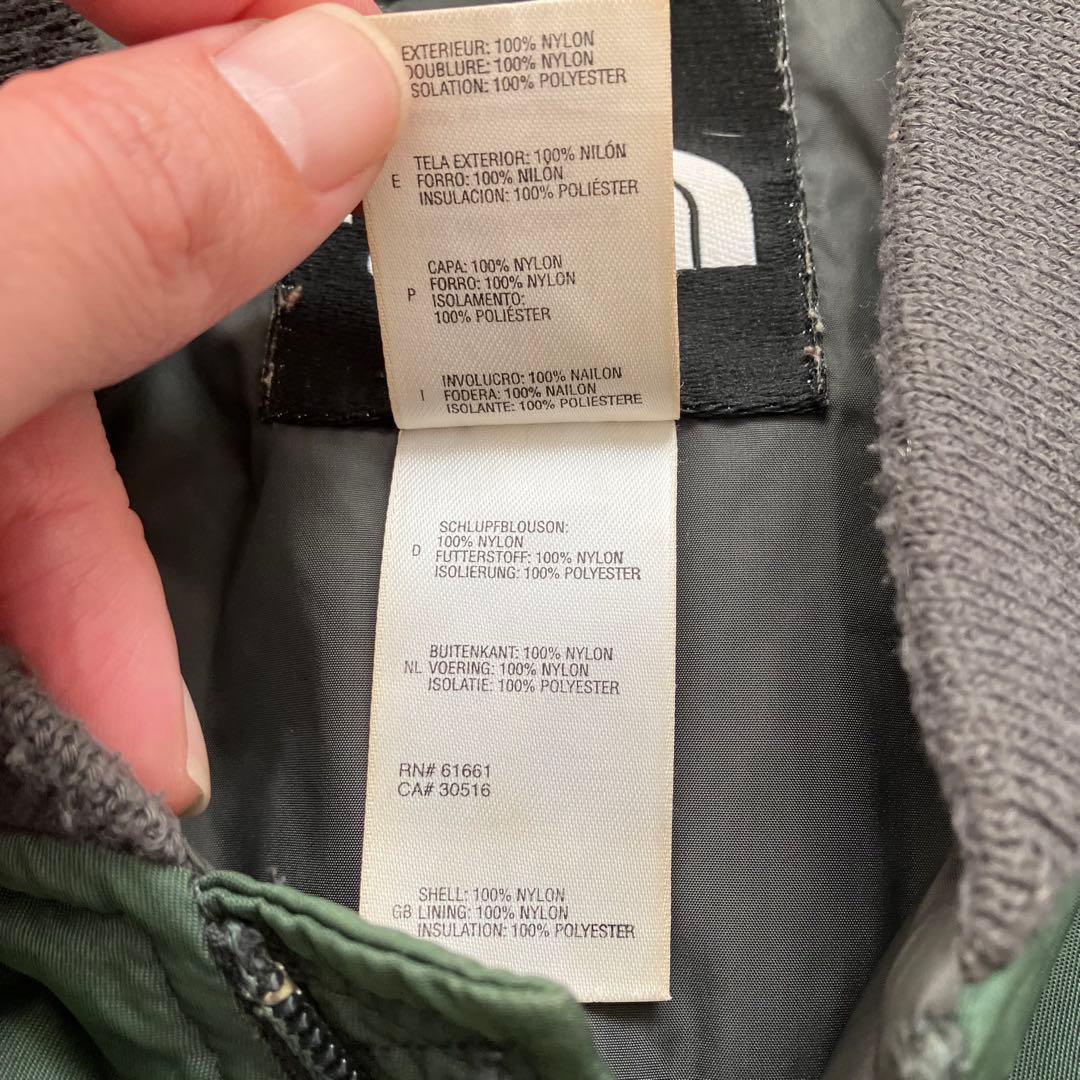 EXTERIEUR: 100% NYLON
DOUBLURE: 100% NYLON
ISOLATION: 100% POLYESTER
TELA EXTERIOR: 100% NILÓN
E FORRO: 100% NILÓN
INSULACION: 100% POLIÉSTER
CAPA: 100% NYLON
FORRO: 100% NYLON
P ISOLAMENTO:
100% POLIÉSTER
INVOLUCRO: 100% NAILON
I FODERA: 100% NAILON
ISOLANTE: 100% POLIESTERE
SCHLUPFBLOUSON:
100% NYLON
D FUTTERSTOFF: 100% NYLON
ISOLIERUNG: 100% POLYESTER
BUITENKANT: 100% NYLON
NL VOERING: 100% NYLON
ISOLATIE: 100% POLYESTER
RN# 61661
CA# 30516
SHELL: 100% NYLON
GB LINING: 100% NYLON
INSULATION: 100% POLYESTER